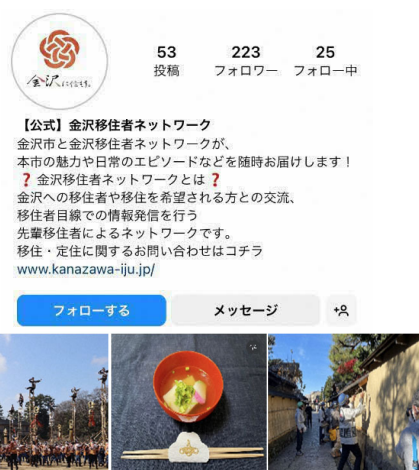 金沢にくらす。
53
223
25
投稿
フォロワー
フォロー中
【公式】金沢移住者ネットワーク
金沢市と金沢移住者ネットワークが、
本市の魅力や日常のエピソードなどを随時お届けします！
❓金沢移住者ネットワークとは❓
金沢への移住者や移住を希望される方との交流、
移住者目線での情報発信を行う
先輩移住者によるネットワークです。
移住・定住に関するお問い合わせはコチラ
www.kanazawa-iju.jp/
フォローする
メッセージ